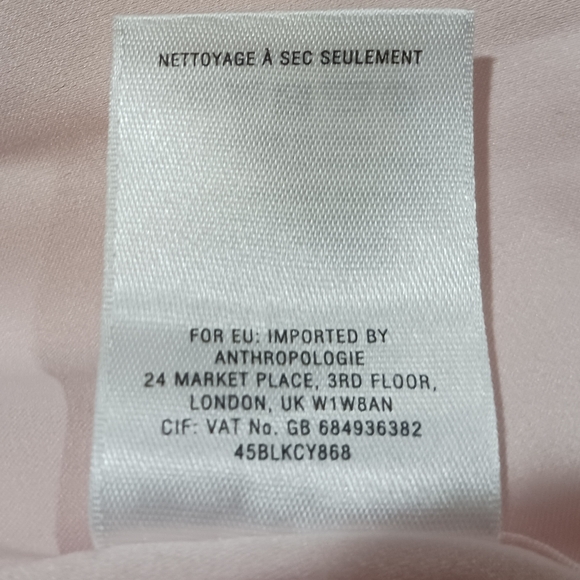 NETTOYAGE À SEC SEULEMENT
FOR EU: IMPORTED BY
ANTHROPOLOGIE
24 MARKET PLACE, 3RD FLOOR,
LONDON, UK W1W8AN
CIF: VAT No. GB 684936382
45BLKCY868